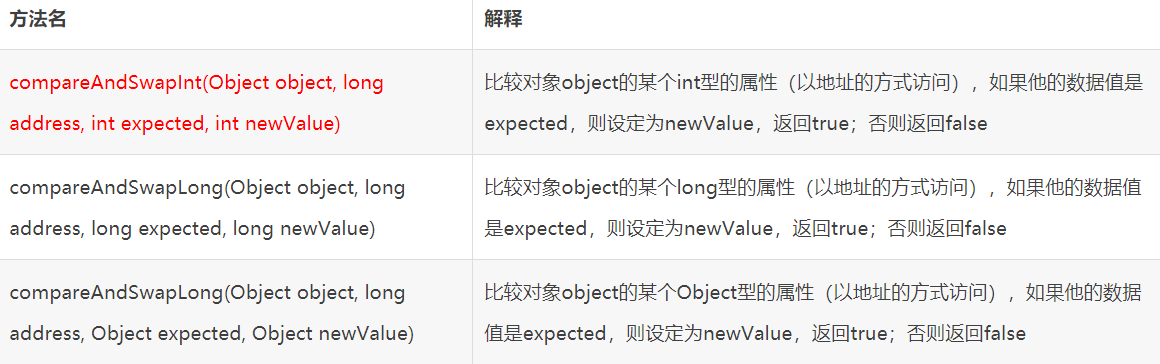 方法名
解释
compareAndSwapInt(Object object, long
address, int expected, int newValue)
比较对象object的某个int型的属性（以地址的方式访问），如果他的数据值是
expected，则设定为newValue，返回true；否则返回false
compareAndSwapLong(Object object, long
address, long expected, long newValue)
比较对象object的某个long型的属性（以地址的方式访问），如果他的数据值
是expected，则设定为newValue，返回true；否则返回false
compareAndSwapLong(Object object, long
address, Object expected, Object newValue)
比较对象object的某个Object型的属性（以地址的方式访问），如果他的数据
值是expected，则设定为newValue，返回true；否则返回false